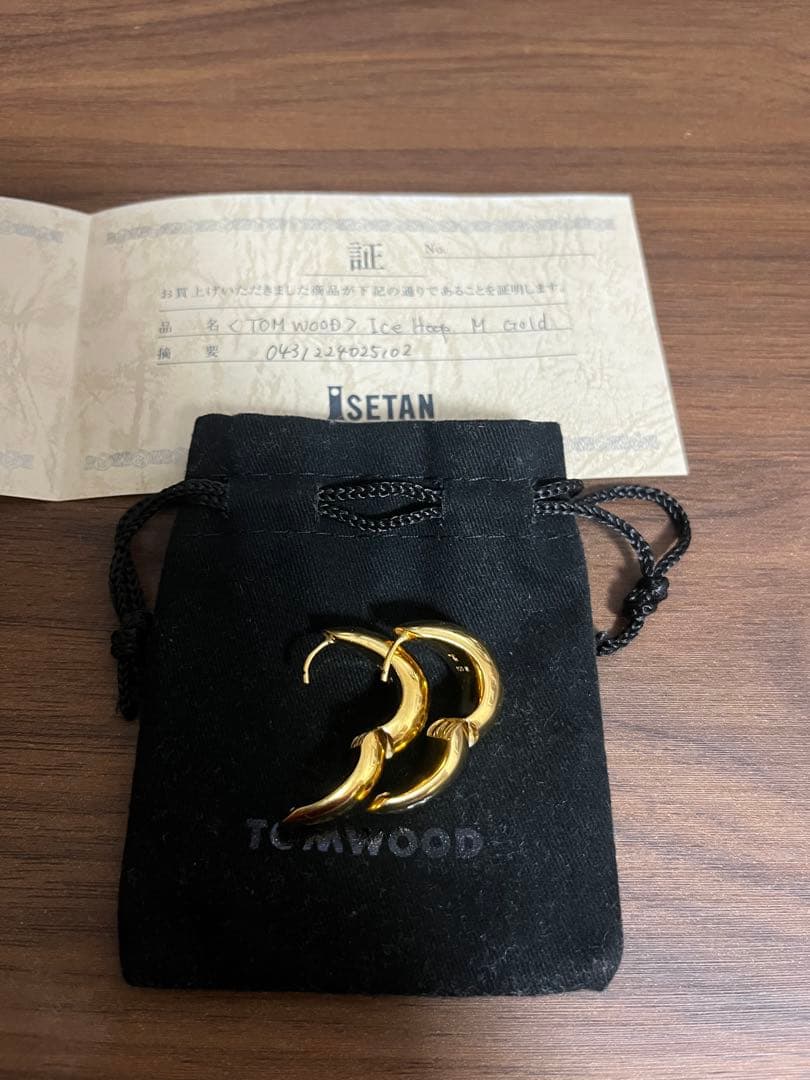 証 No.
お買上げいただきました商品が下記の通りであることを証明します。
品 名 <TOM WOOD> Ice Hoop M Gold
摘 要 0431224025102
ISETAN
TOMWOOD